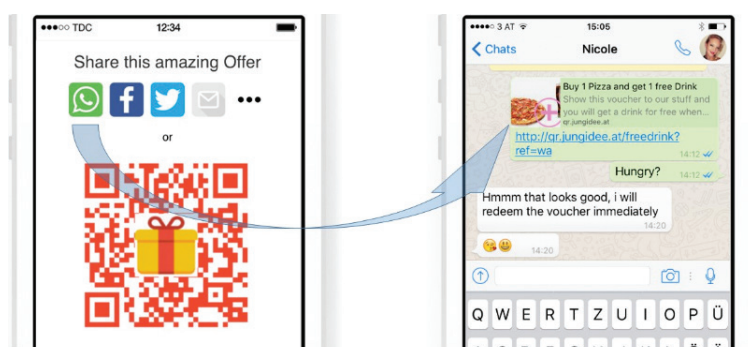 TDC 12:34
Share this amazing Offer
or
3 AT 15:05
Chats Nicole
Buy 1 Pizza and get 1 free Drink
Show this voucher to our stuff and
you will get a drink for free when...
qr.jungidee.at
http://qr.jungidee.at/freedrink?
ref=wa
14:12
Hungry? 14:12
Hmmm that looks good, i will
redeem the voucher immediately
14:20
14:20
Q W E R T Z U I O P Ü